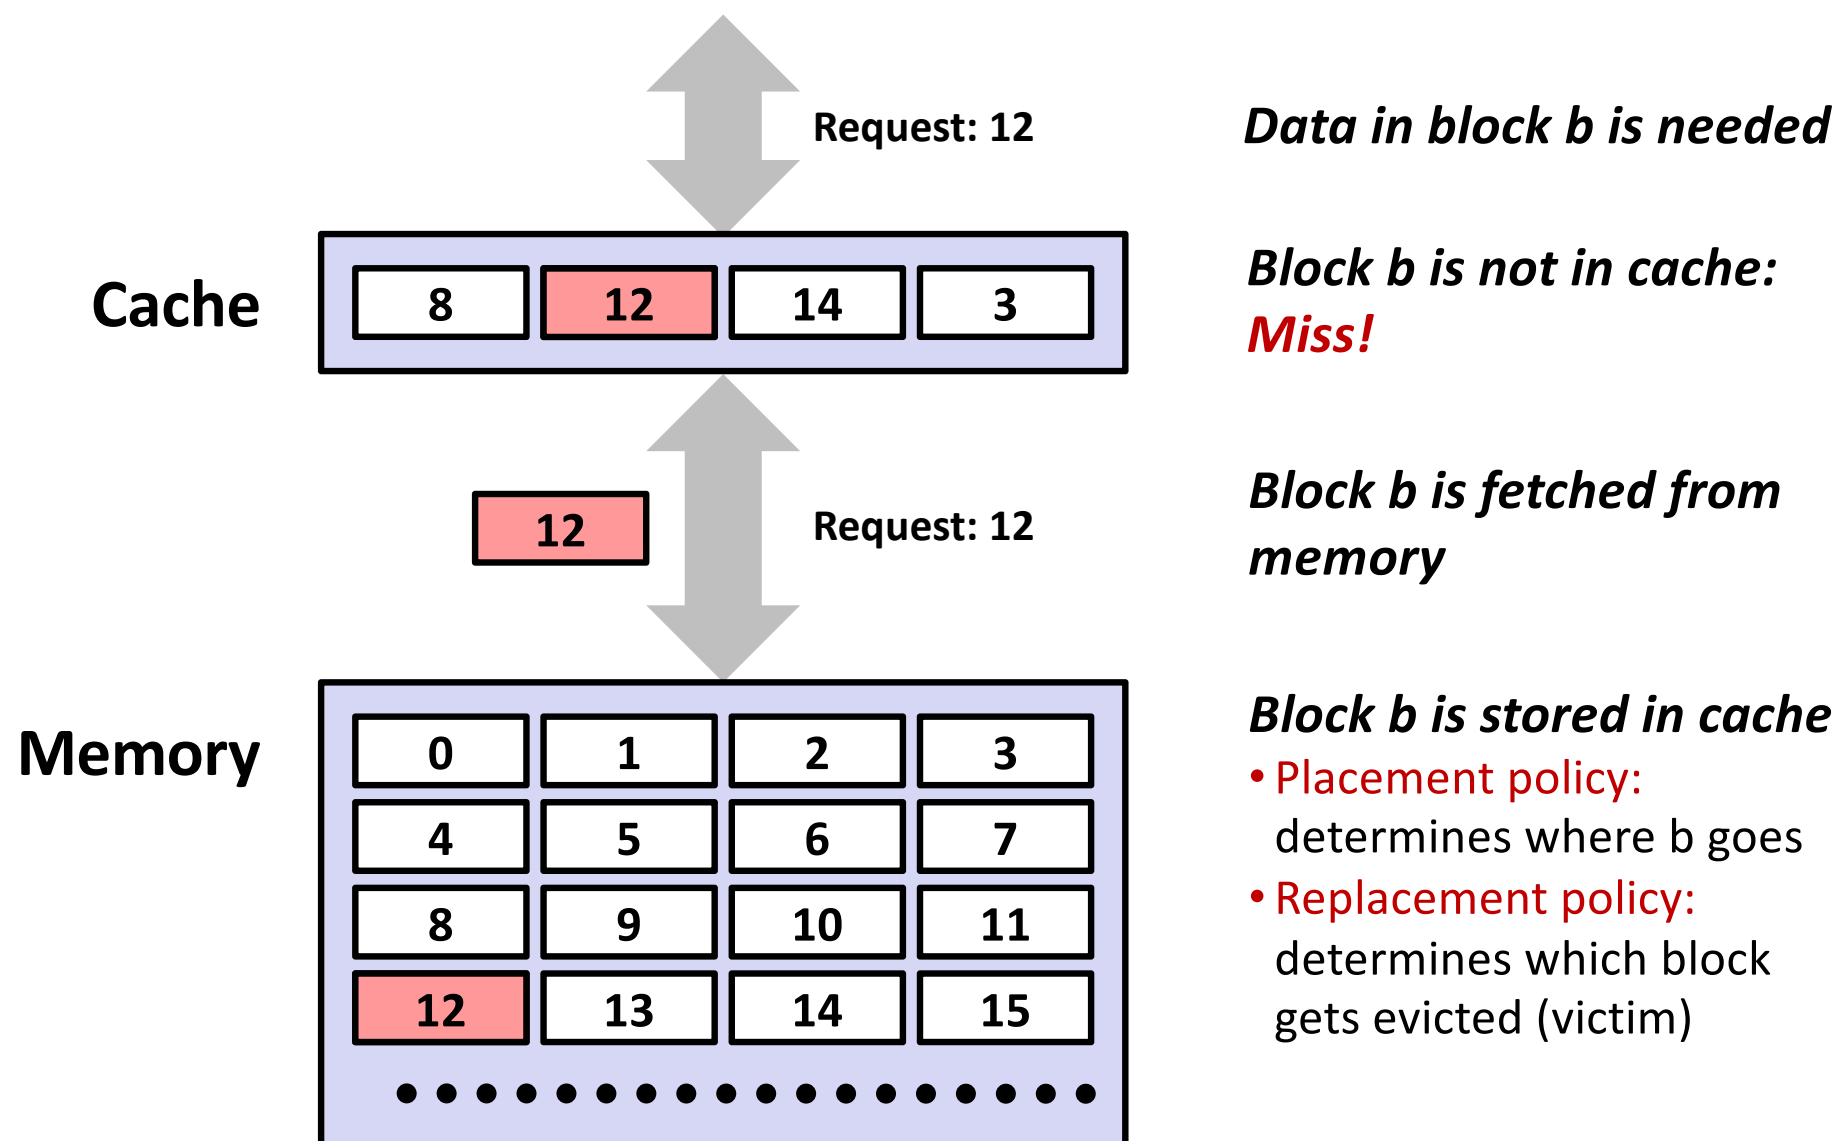 Request: 12
Data in block b is needed
Cache
8 12 14 3
Block b is not in cache:
Miss!
12
Request: 12
Block b is fetched from
memory
Memory
0 1 2 3
4 5 6 7
8 9 10 11
12 13 14 15
Block b is stored in cache
• Placement policy:
determines where b goes
• Replacement policy:
determines which block
gets evicted (victim)